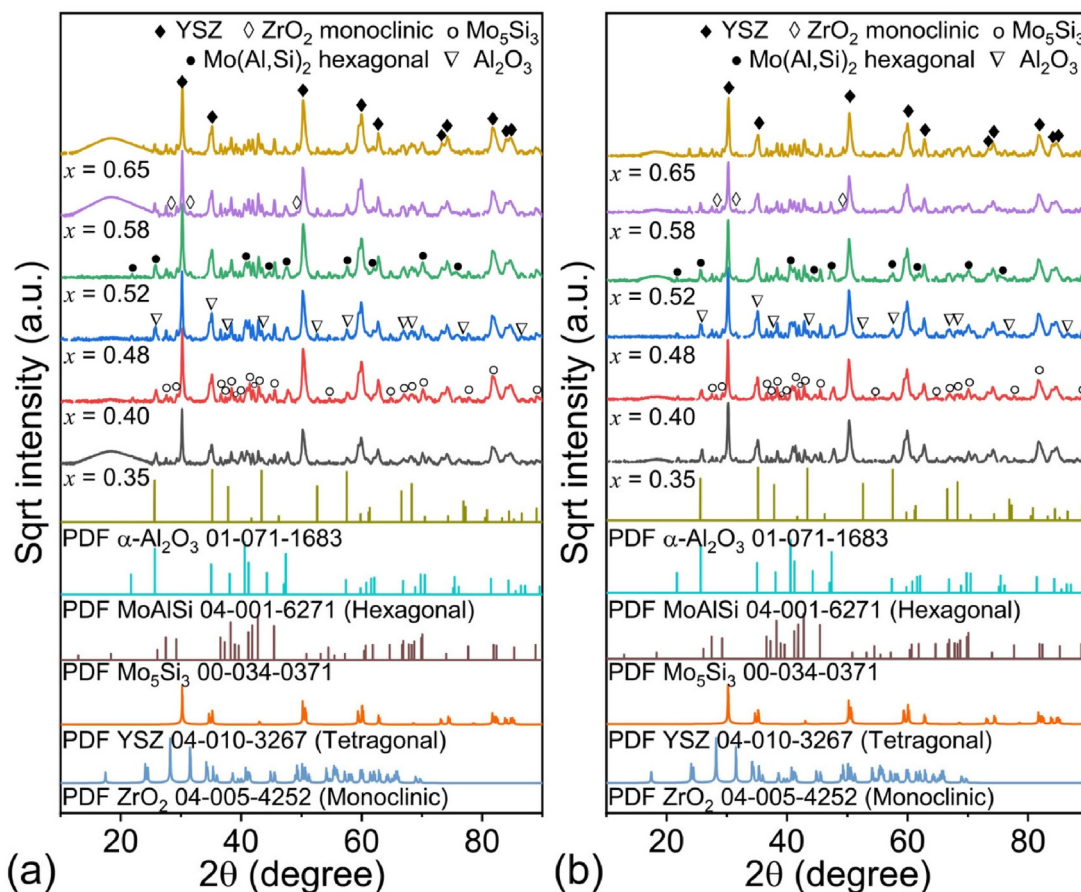 ◆ YSZ ◇ ZrO₂ monoclinic ○ Mo₅Si₃
● Mo(Al,Si)₂ hexagonal ▽ Al₂O₃
x = 0.65
x = 0.58
x = 0.52
x = 0.48
x = 0.40
x = 0.35
PDF α-Al₂O₃ 01-071-1683
PDF MoAlSi 04-001-6271 (Hexagonal)
PDF Mo₅Si₃ 00-034-0371
PDF YSZ 04-010-3267 (Tetragonal)
PDF ZrO₂ 04-005-4252 (Monoclinic)
Sqrt intensity (a.u.)
20 40 60 80
2θ (degree)
(a)
◆ YSZ ◇ ZrO₂ monoclinic ○ Mo₅Si₃
● Mo(Al,Si)₂ hexagonal ▽ Al₂O₃
x = 0.65
x = 0.58
x = 0.52
x = 0.48
x = 0.40
x = 0.35
PDF α-Al₂O₃ 01-071-1683
PDF MoAlSi 04-001-6271 (Hexagonal)
PDF Mo₅Si₃ 00-034-0371
PDF YSZ 04-010-3267 (Tetragonal)
PDF ZrO₂ 04-005-4252 (Monoclinic)
Sqrt intensity (a.u.)
20 40 60 80
2θ (degree)
(b)